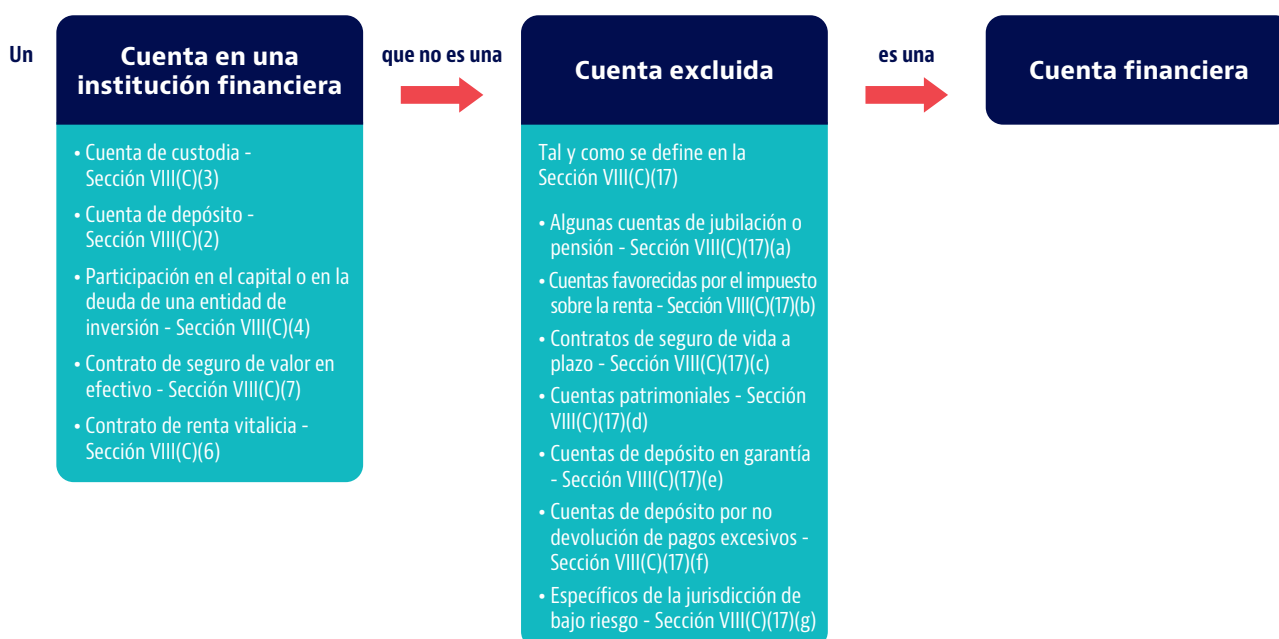 Un
Cuenta en una
institución financiera
• Cuenta de custodia -
Sección VIII(C)(3)
• Cuenta de depósito -
Sección VIII(C)(2)
• Participación en el capital o en la
deuda de una entidad de
inversión - Sección VIII(C)(4)
• Contrato de seguro de valor en
efectivo - Sección VIII(C)(7)
• Contrato de renta vitalicia -
Sección VIII(C)(6)
que no es una
Cuenta excluida
Tal y como se define en la
Sección VIII(C)(17)
• Algunas cuentas de jubilación o
pensión - Sección VIII(C)(17)(a)
• Cuentas favorecidas por el impuesto
sobre la renta - Sección VIII(C)(17)(b)
• Contratos de seguro de vida a
plazo - Sección VIII(C)(17)(c)
• Cuentas patrimoniales - Sección
VIII(C)(17)(d)
• Cuentas de depósito en garantía
- Sección VIII(C)(17)(e)
• Cuentas de depósito por no
devolución de pagos excesivos -
Sección VIII(C)(17)(f)
• Específicos de la jurisdicción de
bajo riesgo - Sección VIII(C)(17)(g)
es una
Cuenta financiera